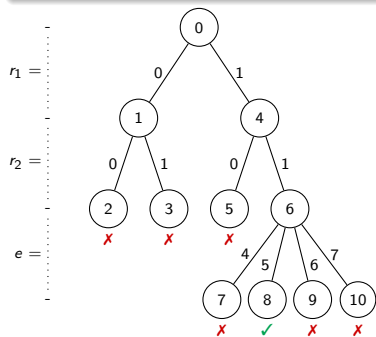 0
r₁ =
0 1
1 4
r₂ =
0 1 0 1
2 3 5 6
✗ ✗ ✗
e =
4 5 6 7
7 8 9 10
✗ ✓ ✗ ✗